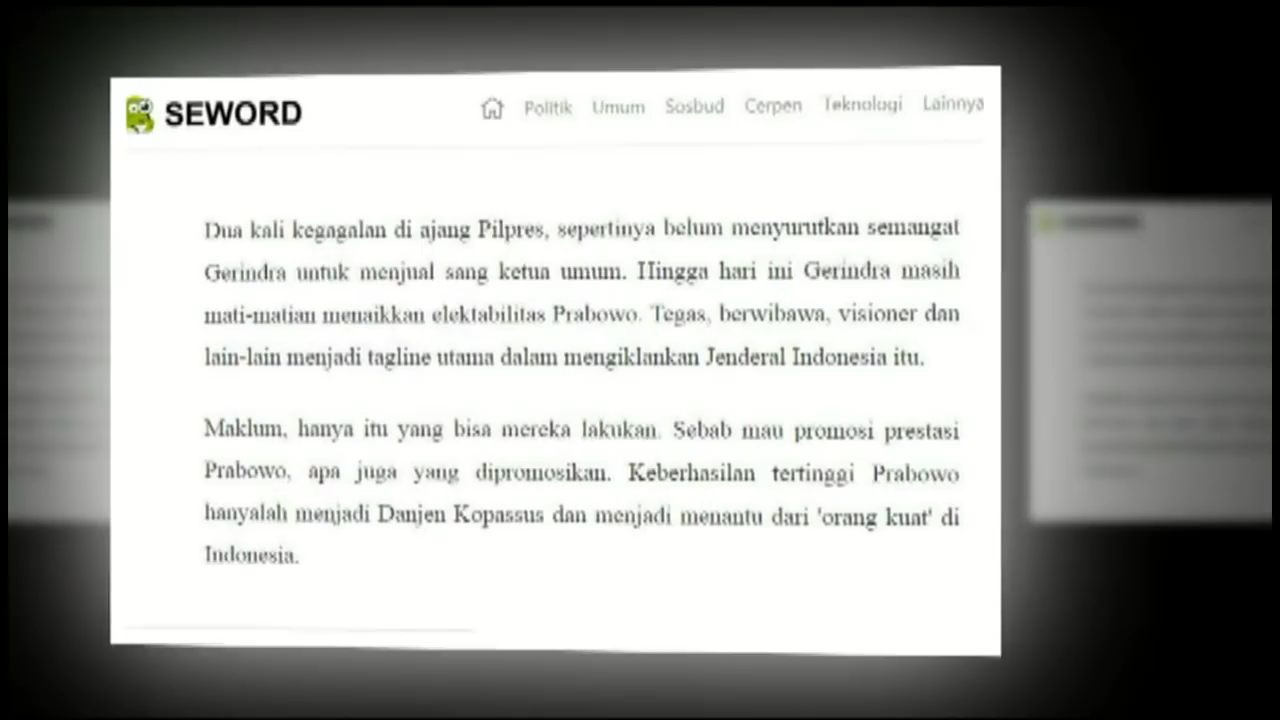 SEWORD
Politik Umum Sosbud Cerpen Teknologi Lainnya
Dua kali kegagalan di ajang Pilpres, sepertinya belum menyurutkan semangat
Gerindra untuk menjual sang ketua umum. Hingga hari ini Gerindra masih
mati-matian menaikkan elektabilitas Prabowo. Tegas, berwibawa, visioner dan
lain-lain menjadi tagline utama dalam mengiklankan Jenderal Indonesia itu.
Maklum, hanya itu yang bisa mereka lakukan. Sebab mau promosi prestasi
Prabowo, apa juga yang dipromosikan. Keberhasilan tertinggi Prabowo
hanyalah menjadi Danjen Kopassus dan menjadi menantu dari 'orang kuat' di
Indonesia.